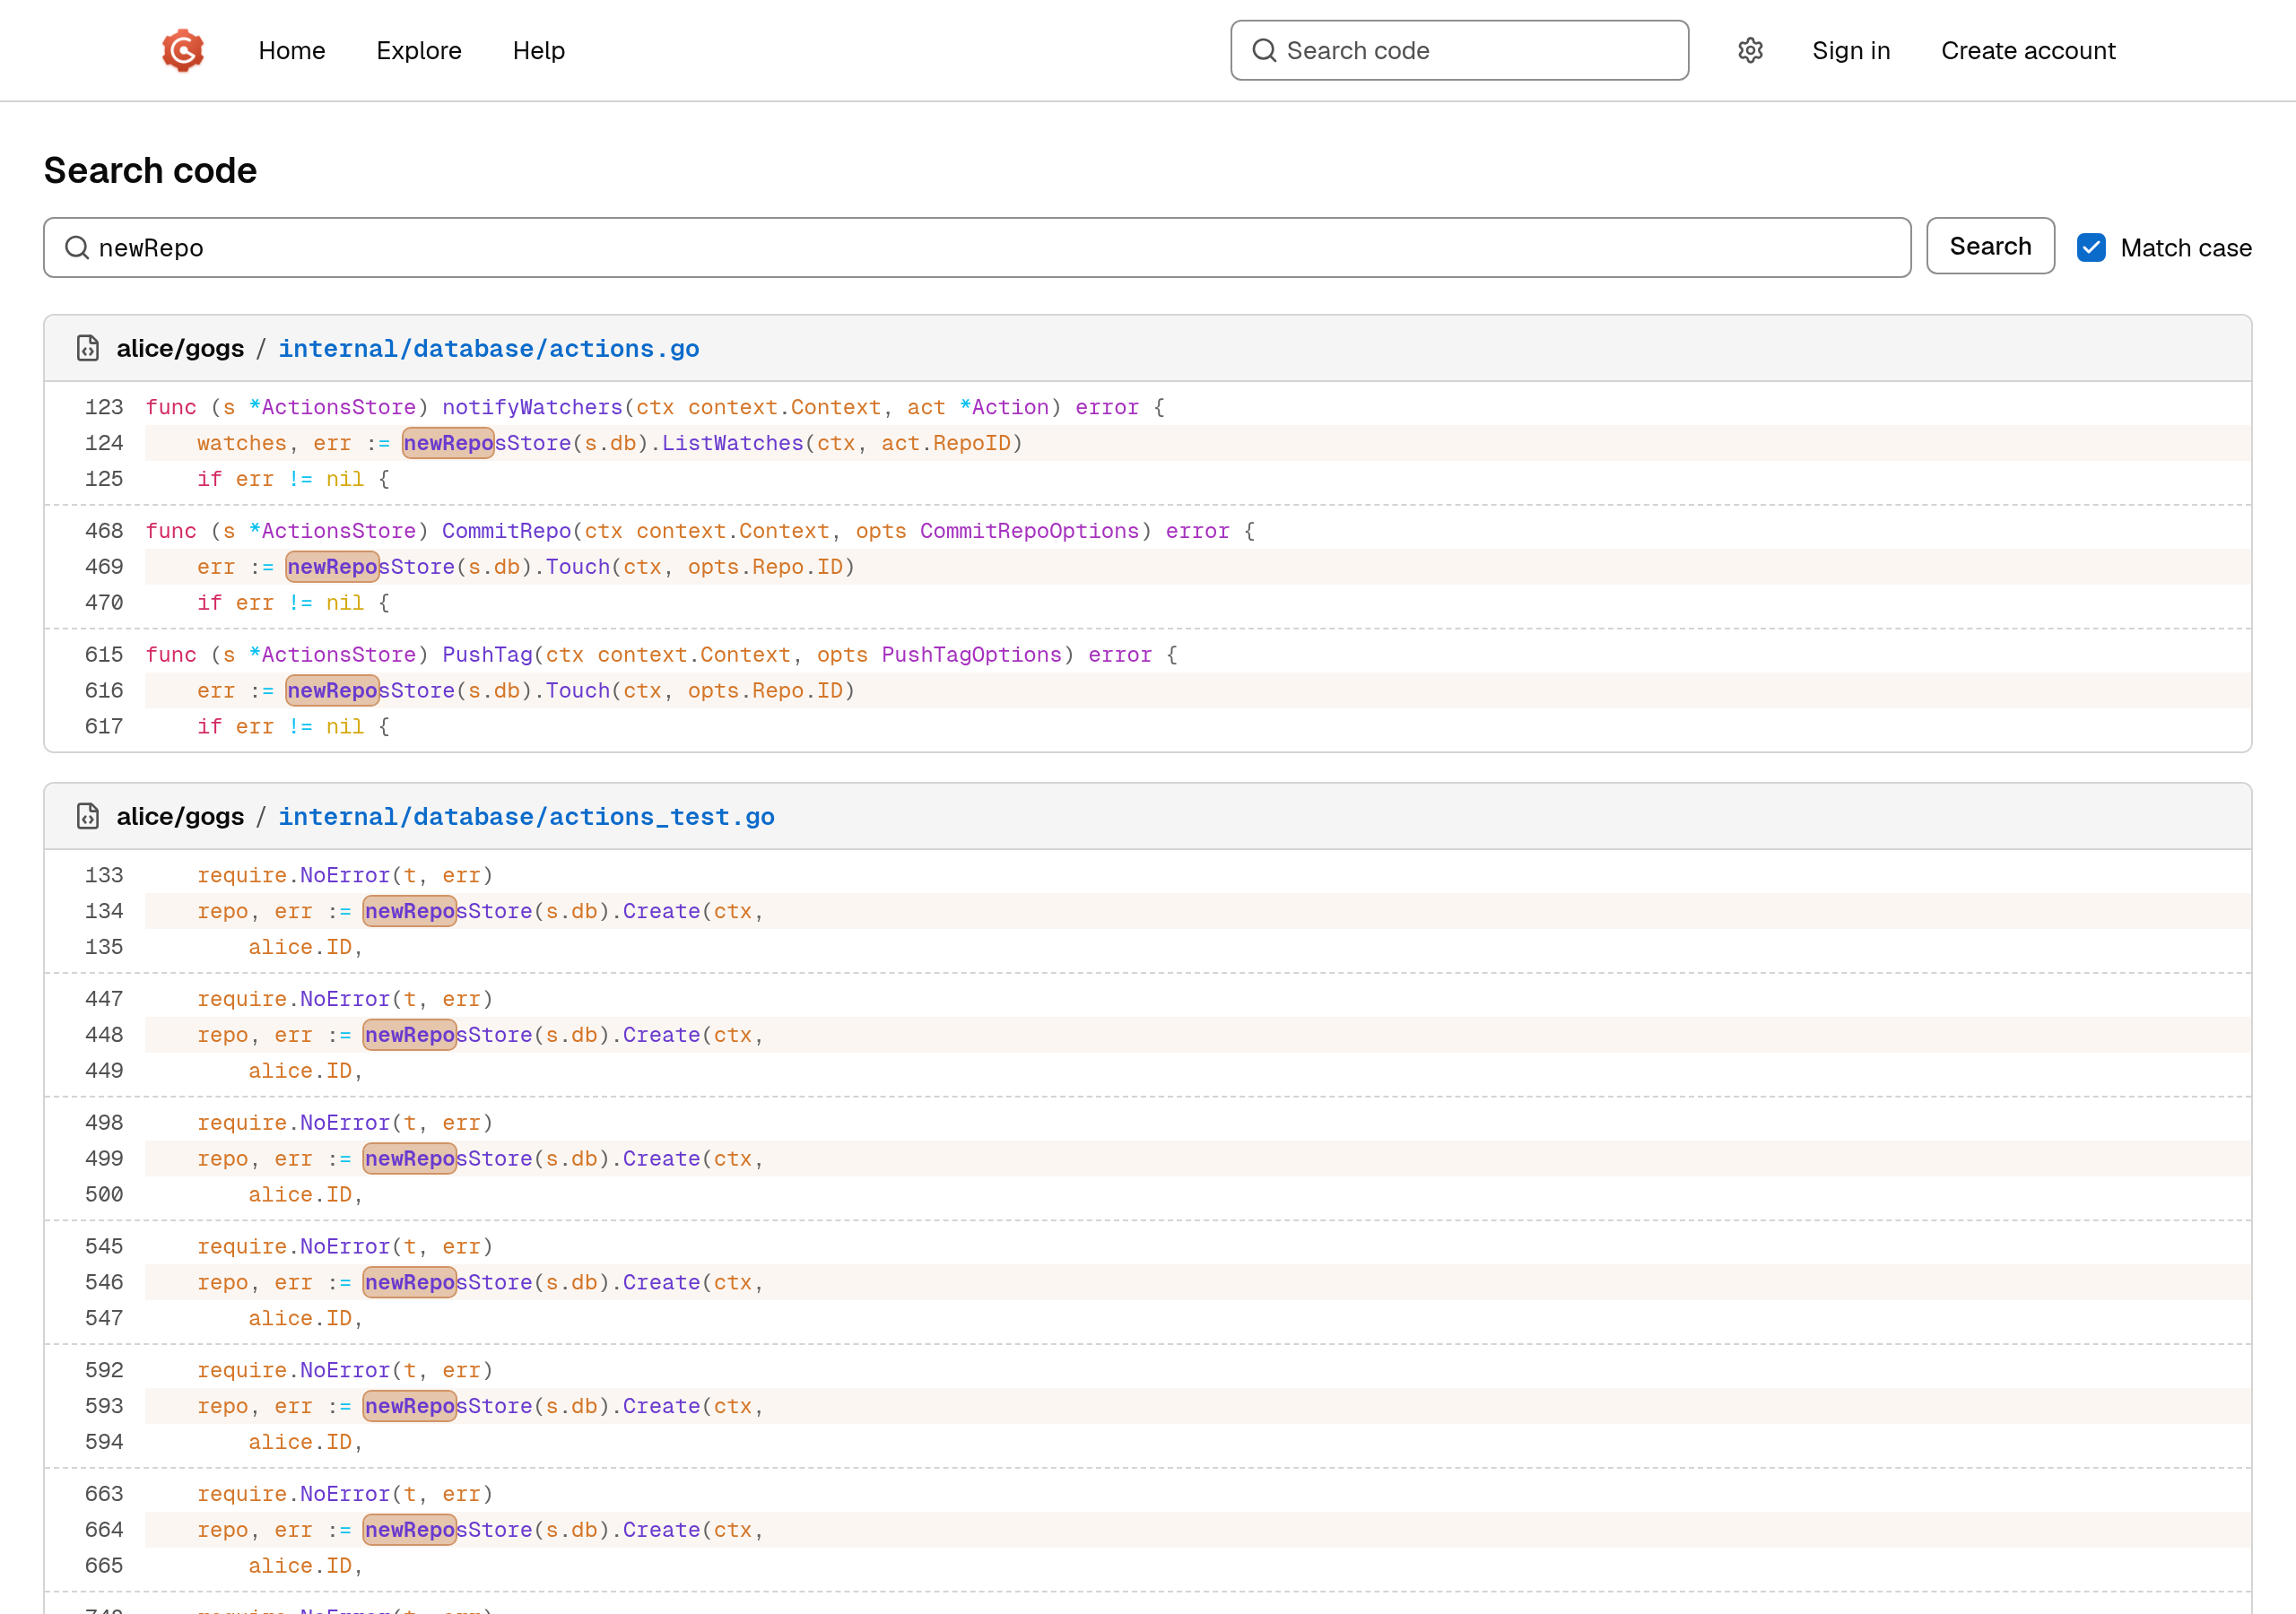 Home Explore Help Search code Sign in Create account
Search code
newRepo Search Match case
alice/gogs / internal/database/actions.go
123 func (s *ActionsStore) notifyWatchers(ctx context.Context, act *Action) error {
124 watches, err := newReposStore(s.db).ListWatches(ctx, act.RepoID)
125 if err != nil {
468 func (s *ActionsStore) CommitRepo(ctx context.Context, opts CommitRepoOptions) error {
469 err := newReposStore(s.db).Touch(ctx, opts.Repo.ID)
470 if err != nil {
615 func (s *ActionsStore) PushTag(ctx context.Context, opts PushTagOptions) error {
616 err := newReposStore(s.db).Touch(ctx, opts.Repo.ID)
617 if err != nil {
alice/gogs / internal/database/actions_test.go
133 require.NoError(t, err)
134 repo, err := newReposStore(s.db).Create(ctx,
135 alice.ID,
447 require.NoError(t, err)
448 repo, err := newReposStore(s.db).Create(ctx,
449 alice.ID,
498 require.NoError(t, err)
499 repo, err := newReposStore(s.db).Create(ctx,
500 alice.ID,
545 require.NoError(t, err)
546 repo, err := newReposStore(s.db).Create(ctx,
547 alice.ID,
592 require.NoError(t, err)
593 repo, err := newReposStore(s.db).Create(ctx,
594 alice.ID,
663 require.NoError(t, err)
664 repo, err := newReposStore(s.db).Create(ctx,
665 alice.ID,